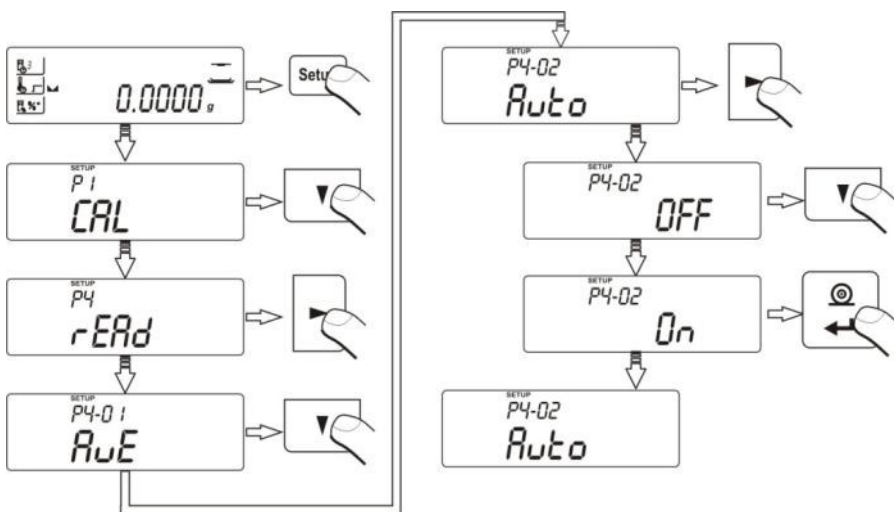 0.0000 g
Setu
SETUP
P1
CAL
SETUP
P4
rEAd
SETUP
P4-01
AuE
SETUP
P4-02
Auto
SETUP
P4-02
OFF
SETUP
P4-02
On
SETUP
P4-02
Auto